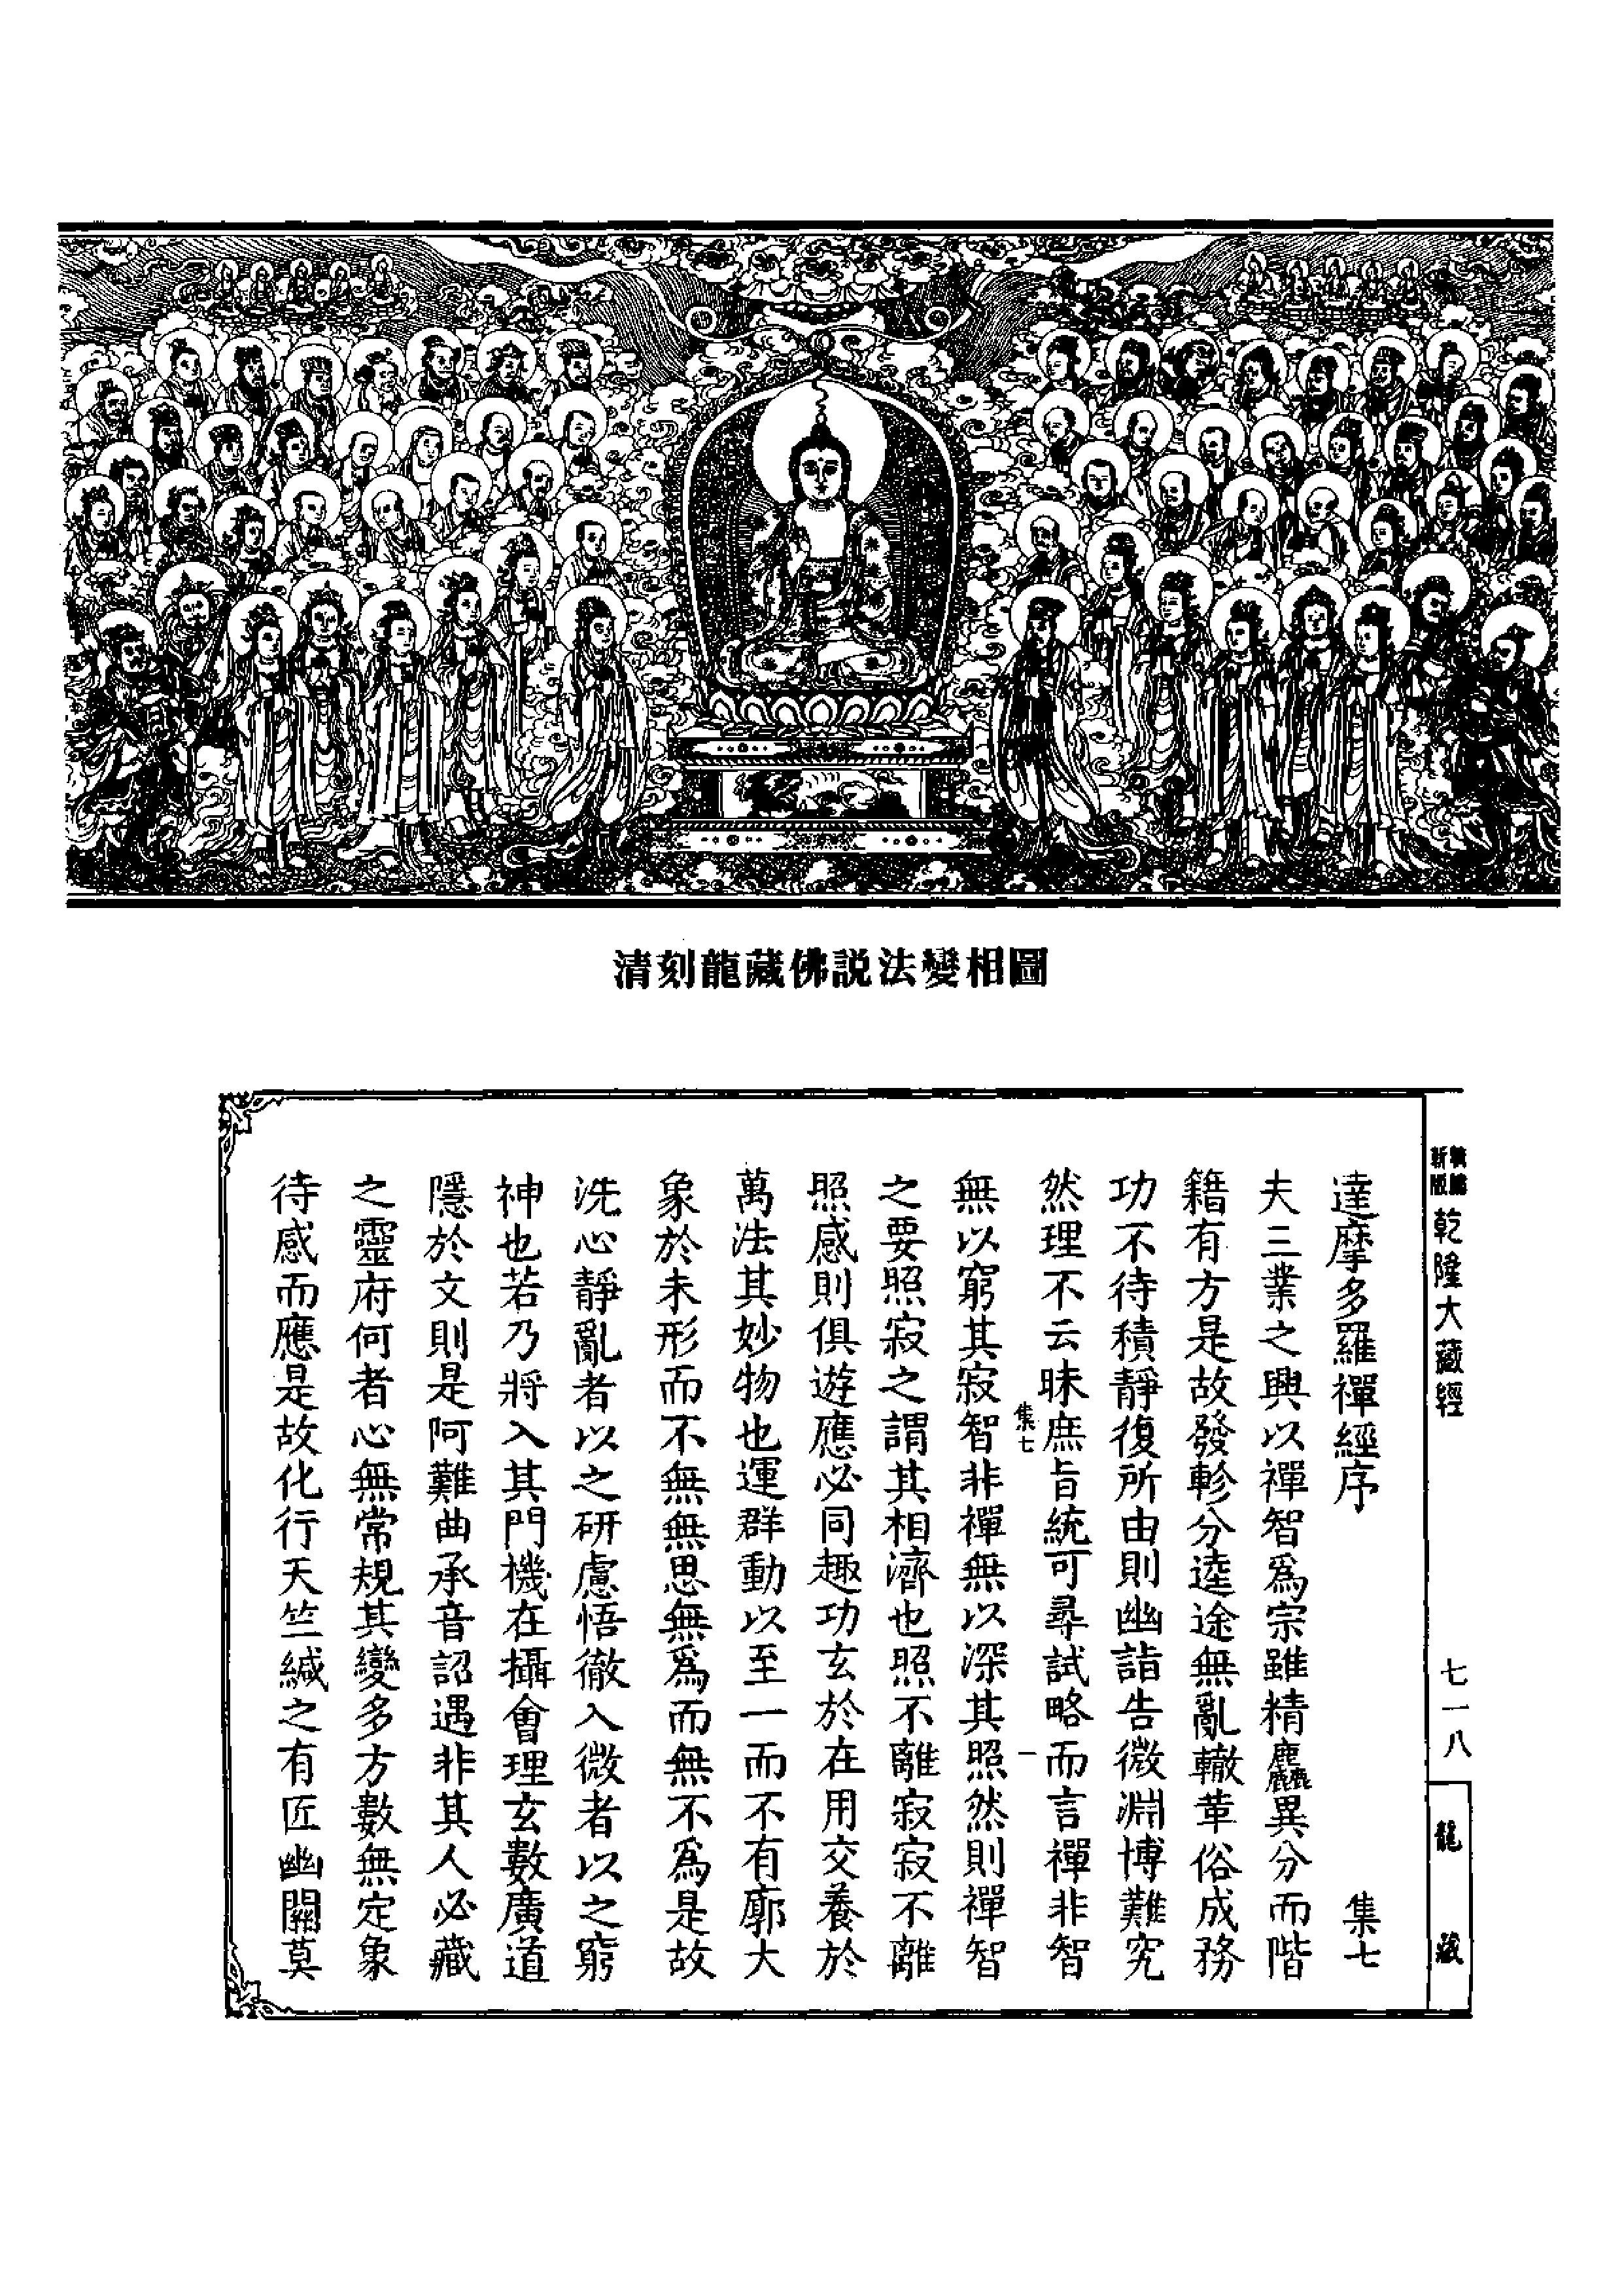 清刻龍藏佛説法變相圖
新版
乾隆大藏經
七一八
龍藏
達摩多羅禪經序
集七
夫三業之興以禪智爲宗雖精麤異分而階
籍有方是故發軫分逵途無亂轍革俗成務
功不待積靜復所由則幽詣告微淵博難究
然理不云昧庶旨統可尋試略而言禪非智
集七
一
無以窮其寂智非禪無以深其照然則禪智
之要照寂之謂其相濟也照不離寂寂不離
照感則俱遊應必同趣功玄於在用交養於
萬法其妙物也運群動以至一而不有廓大
象於未形而不無無思無爲而無不爲是故
洗心靜亂者以之研慮悟徹入微者以之窮
神也若乃將入其門機在攝會理玄數廣道
隱於文則是阿難曲承音詔遇非其人必藏
之靈府何者心無常規其變多方數無定象
待感而應是故化行天竺緘之有匠幽關莫